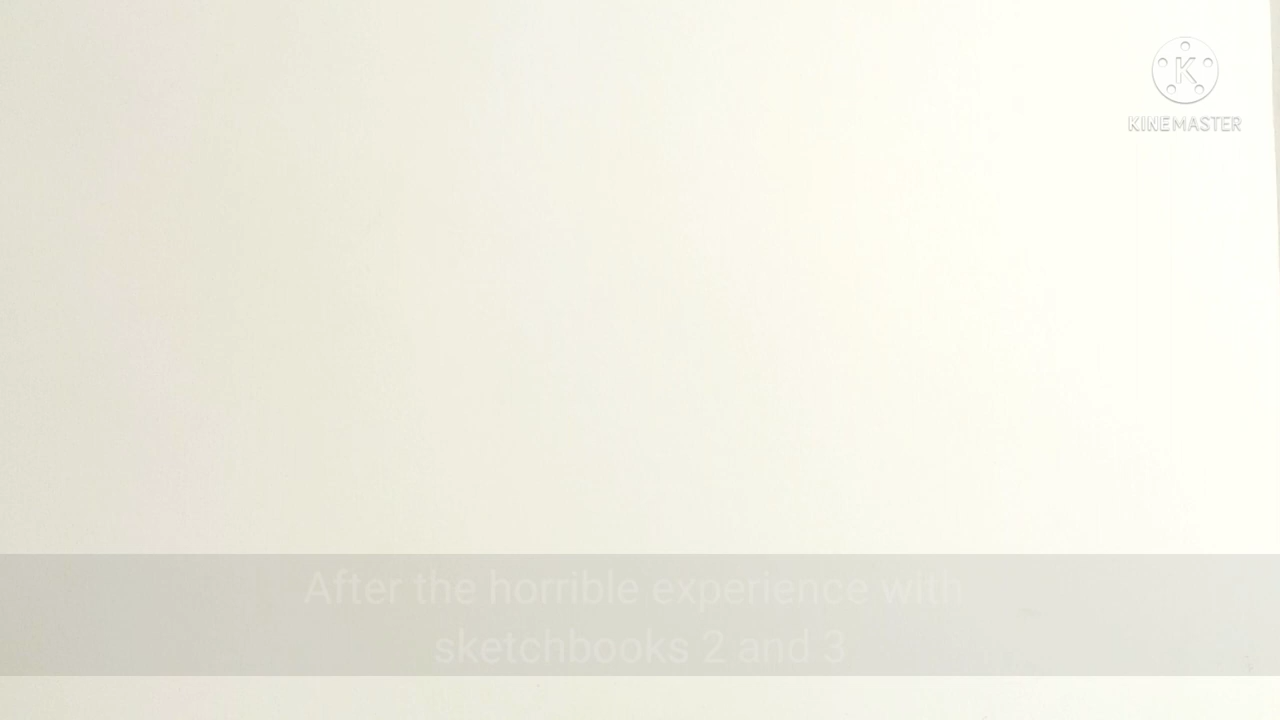 K
KINEMASTER
After the horrible experience with
sketchbooks 2 and 3